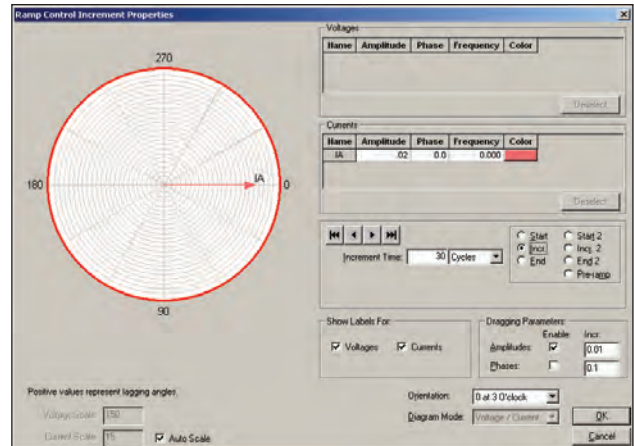 Ramp Control Increment Properties
270
180
IA
0
90
Positive values represent lagging angles.
Voltage Scale: 150
Current Scale: 15
Auto Scale
Voltages
Name Amplitude Phase Frequency Color
Deselect
Currents
Name Amplitude Phase Frequency Color
IA .02 0.0 0.000
Deselect
Increment Time: 30 Cycles
Start Start 2
Incr. Incr. 2
End End 2
Pre-ramp
Show Labels For:
Voltages Currents
Dragging Parameters:
Enable: Incr:
Amplitudes: 0.01
Phases: 0.1
Orientation: 0 at 3 O'clock
Diagram Mode: Voltage / Current
OK
Cancel